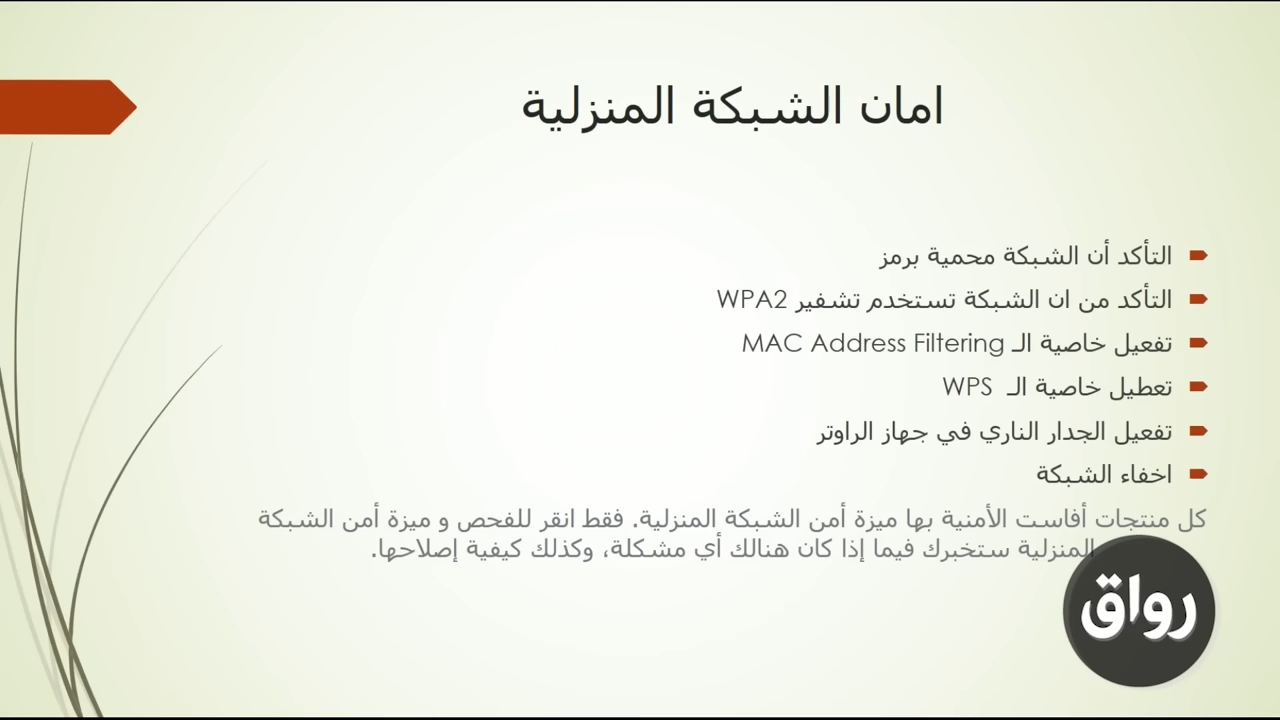 امان الشبكة المنزلية
التأكد أن الشبكة محمية برمز
التأكد من ان الشبكة تستخدم تشفير WPA2
تفعيل خاصية الـ MAC Address Filtering
تعطيل خاصية الـ WPS
تفعيل الجدار الناري في جهاز الراوتر
اخفاء الشبكة
كل منتجات أفاست الأمنية بها ميزة أمن الشبكة المنزلية. فقط انقر للفحص و ميزة أمن الشبكة
المنزلية ستخبرك فيما إذا كان هنالك أي مشكلة، وكذلك كيفية إصلاحها.
رواق